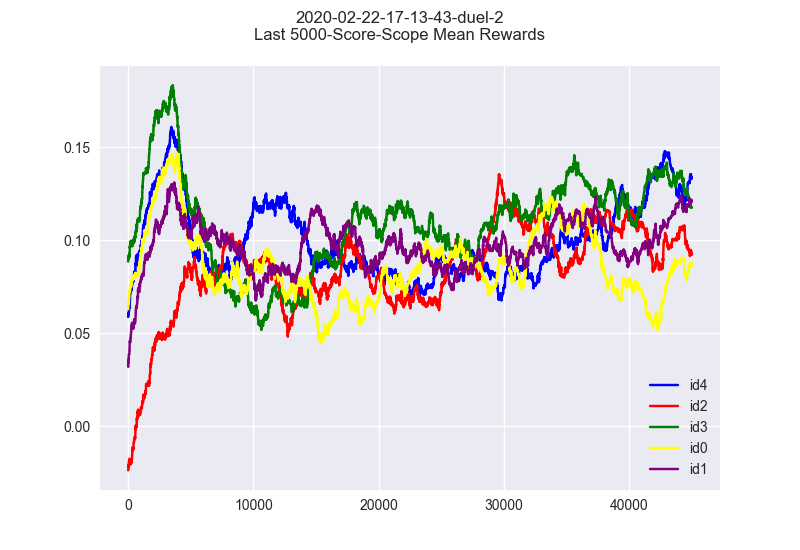 2020-02-22-17-13-43-duel-2
Last 5000-Score-Scope Mean Rewards
0.15
0.10
0.05
0.00
id4
id2
id3
id0
id1
0
10000
20000
30000
40000